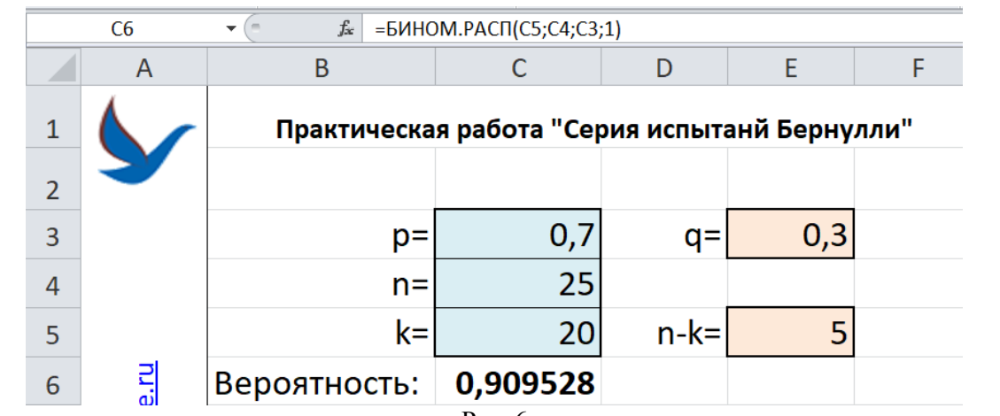 C6 fx =БИНОМ.РАСП(C5;C4;C3;1)
A B C D E F
1 Практическая работа "Серия испытанй Бернулли"
2
3 p= 0,7 q= 0,3
4 n= 25
5 k= 20 n-k= 5
6 e.ru Вероятность: 0,909528